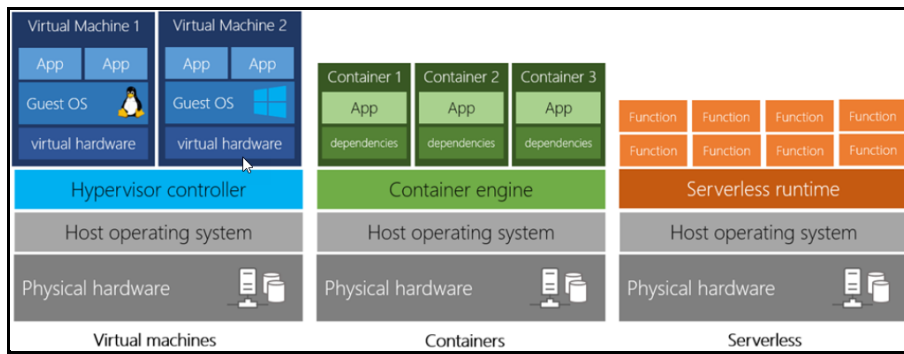 Virtual Machine 1
App App
Guest OS
virtual hardware
Virtual Machine 2
App App
Guest OS
virtual hardware
Hypervisor controller
Host operating system
Physical hardware
Virtual machines
Container 1
App
dependencies
Container 2
App
dependencies
Container 3
App
dependencies
Container engine
Host operating system
Physical hardware
Containers
Function Function Function Function
Function Function Function Function
Serverless runtime
Host operating system
Physical hardware
Serverless